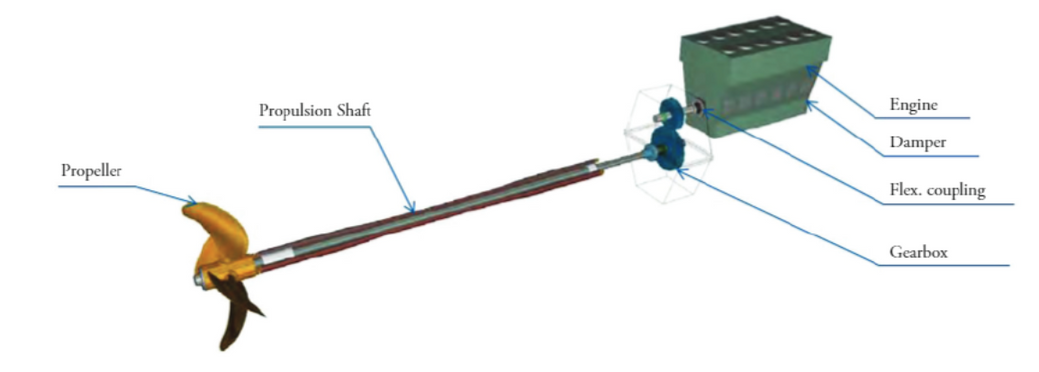 Propulsion Shaft
Propeller
Engine
Damper
Flex. coupling
Gearbox